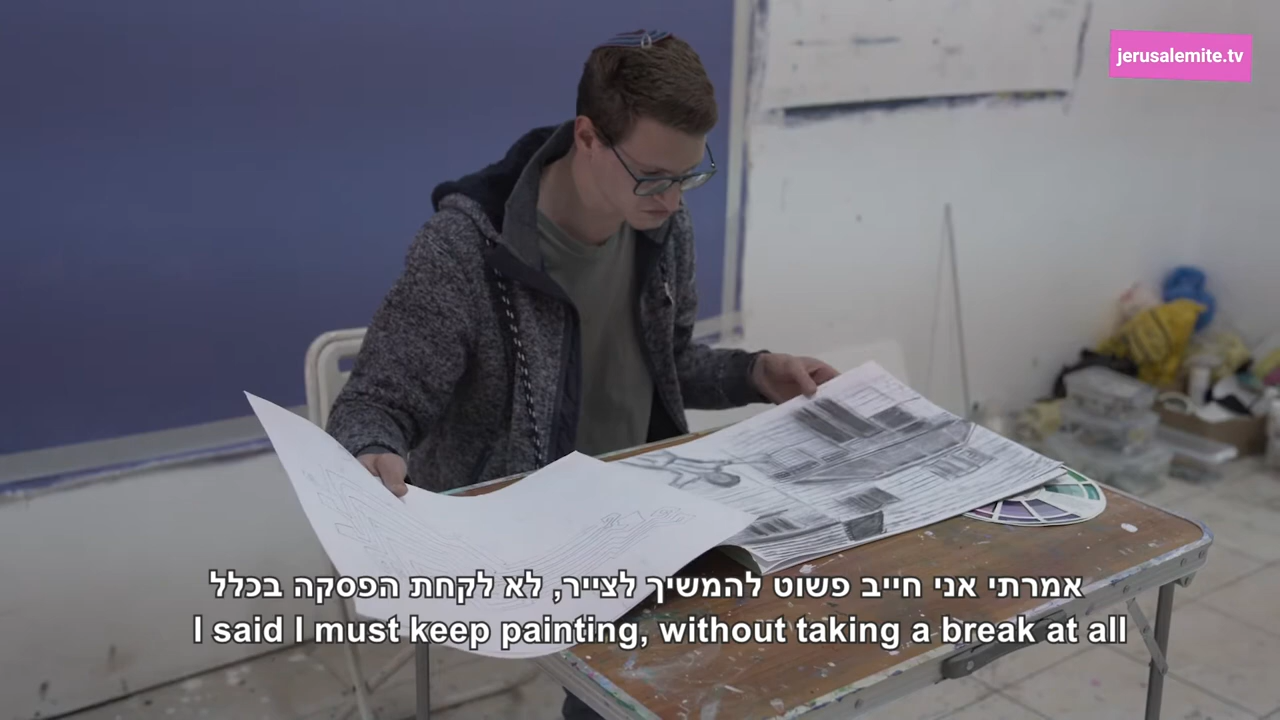 jerusalemite.tv
אמרתי אני חייב פשוט להמשיך לצייר, לא לקחת הפסקה בכלל
I said I must keep painting, without taking a break at all